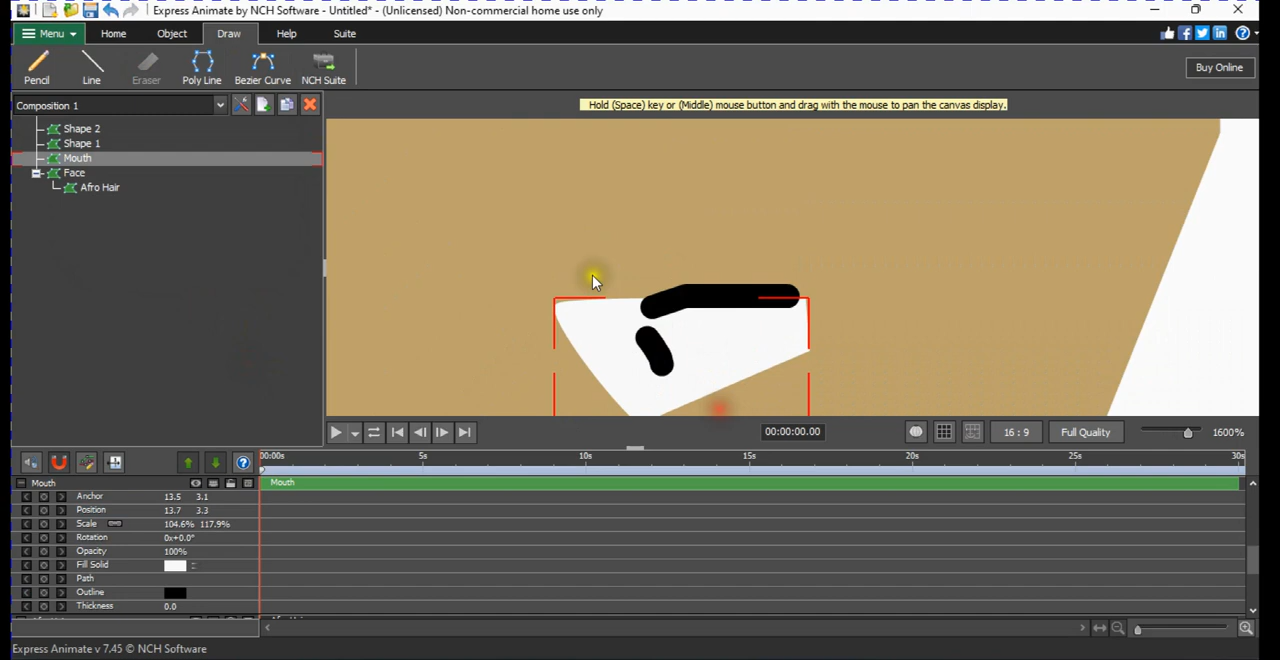 Express Animate by NCH Software - Untitled* - (Unlicensed) Non-commercial home use only
Menu Home Object Draw Help Suite
Pencil Line Eraser Poly Line Bezier Curve NCH Suite
Buy Online
Composition 1
Hold (Space) key or (Middle) mouse button and drag with the mouse to pan the canvas display.
Shape 2
Shape 1
Mouth
Face
Afro Hair
00:00:00.00 16 : 9 Full Quality 1600%
00:00s 5s 10s 15s 20s 25s 30s
Mouth Mouth
Anchor 13.5 3.1
Position 13.7 3.3
Scale 104.6% 117.9%
Rotation 0x+0.0°
Opacity 100%
Fill Solid
Path
Outline
Thickness 0.0
Express Animate v 7.45 © NCH Software